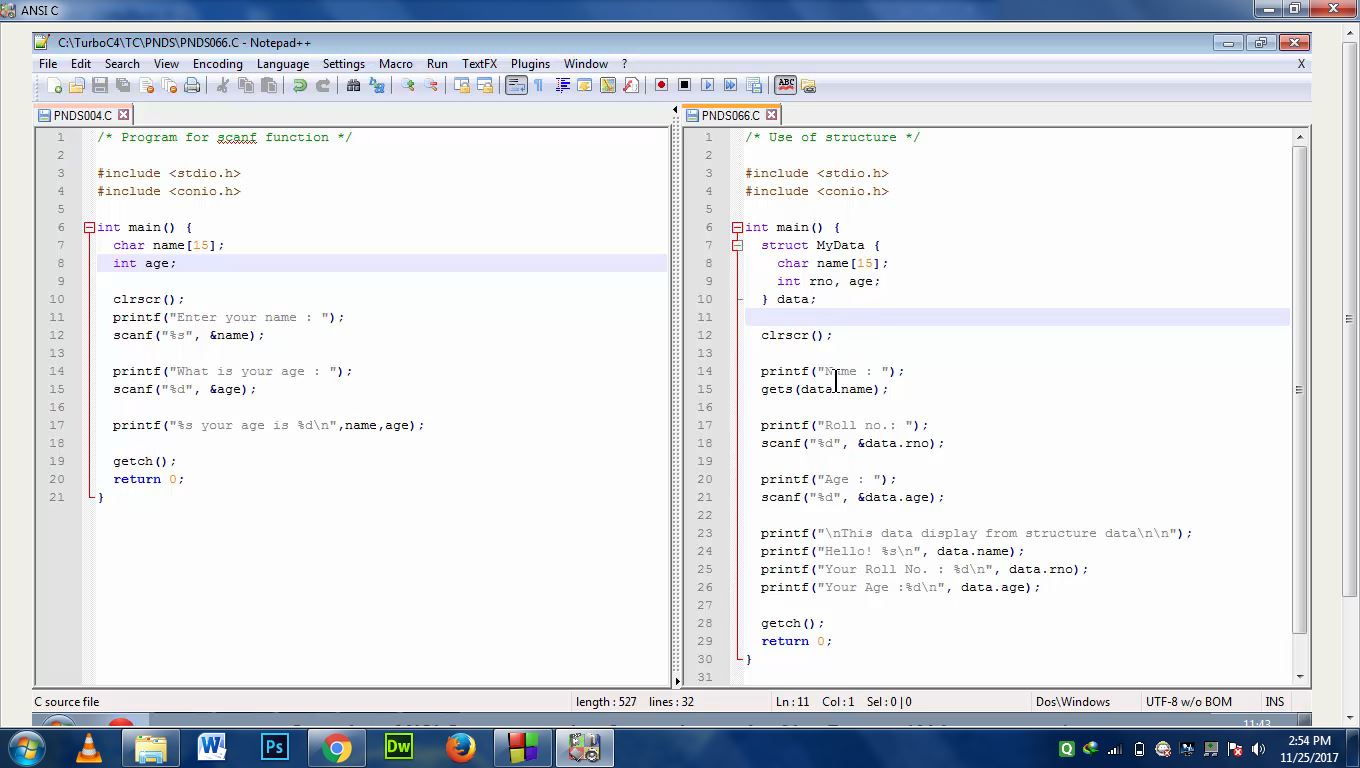 ANSI C
C:\TurboC4\TC\PNDS\PNDS066.C - Notepad++
File Edit Search View Encoding Language Settings Macro Run TextFX Plugins Window ? X
PNDS004.C
1 /* Program for scanf function */
2
3 #include <stdio.h>
4 #include <conio.h>
5
6 int main() {
7 char name[15];
8 int age;
9
10 clrscr();
11 printf("Enter your name : ");
12 scanf("%s", &name);
13
14 printf("What is your age : ");
15 scanf("%d", &age);
16
17 printf("%s your age is %d\n",name,age);
18
19 getch();
20 return 0;
21 }
PNDS066.C
1 /* Use of structure */
2
3 #include <stdio.h>
4 #include <conio.h>
5
6 int main() {
7 struct MyData {
8 char name[15];
9 int rno, age;
10 } data;
11
12 clrscr();
13
14 printf("Name : ");
15 gets(data.name);
16
17 printf("Roll no.: ");
18 scanf("%d", &data.rno);
19
20 printf("Age : ");
21 scanf("%d", &data.age);
22
23 printf("\nThis data display from structure data\n\n");
24 printf("Hello! %s\n", data.name);
25 printf("Your Roll No. : %d\n", data.rno);
26 printf("Your Age :%d\n", data.age);
27
28 getch();
29 return 0;
30 }
31
C source file length : 527 lines : 32 Ln : 11 Col : 1 Sel : 0 | 0 Dos\Windows UTF-8 w/o BOM INS
11:43
2:54 PM
11/25/2017